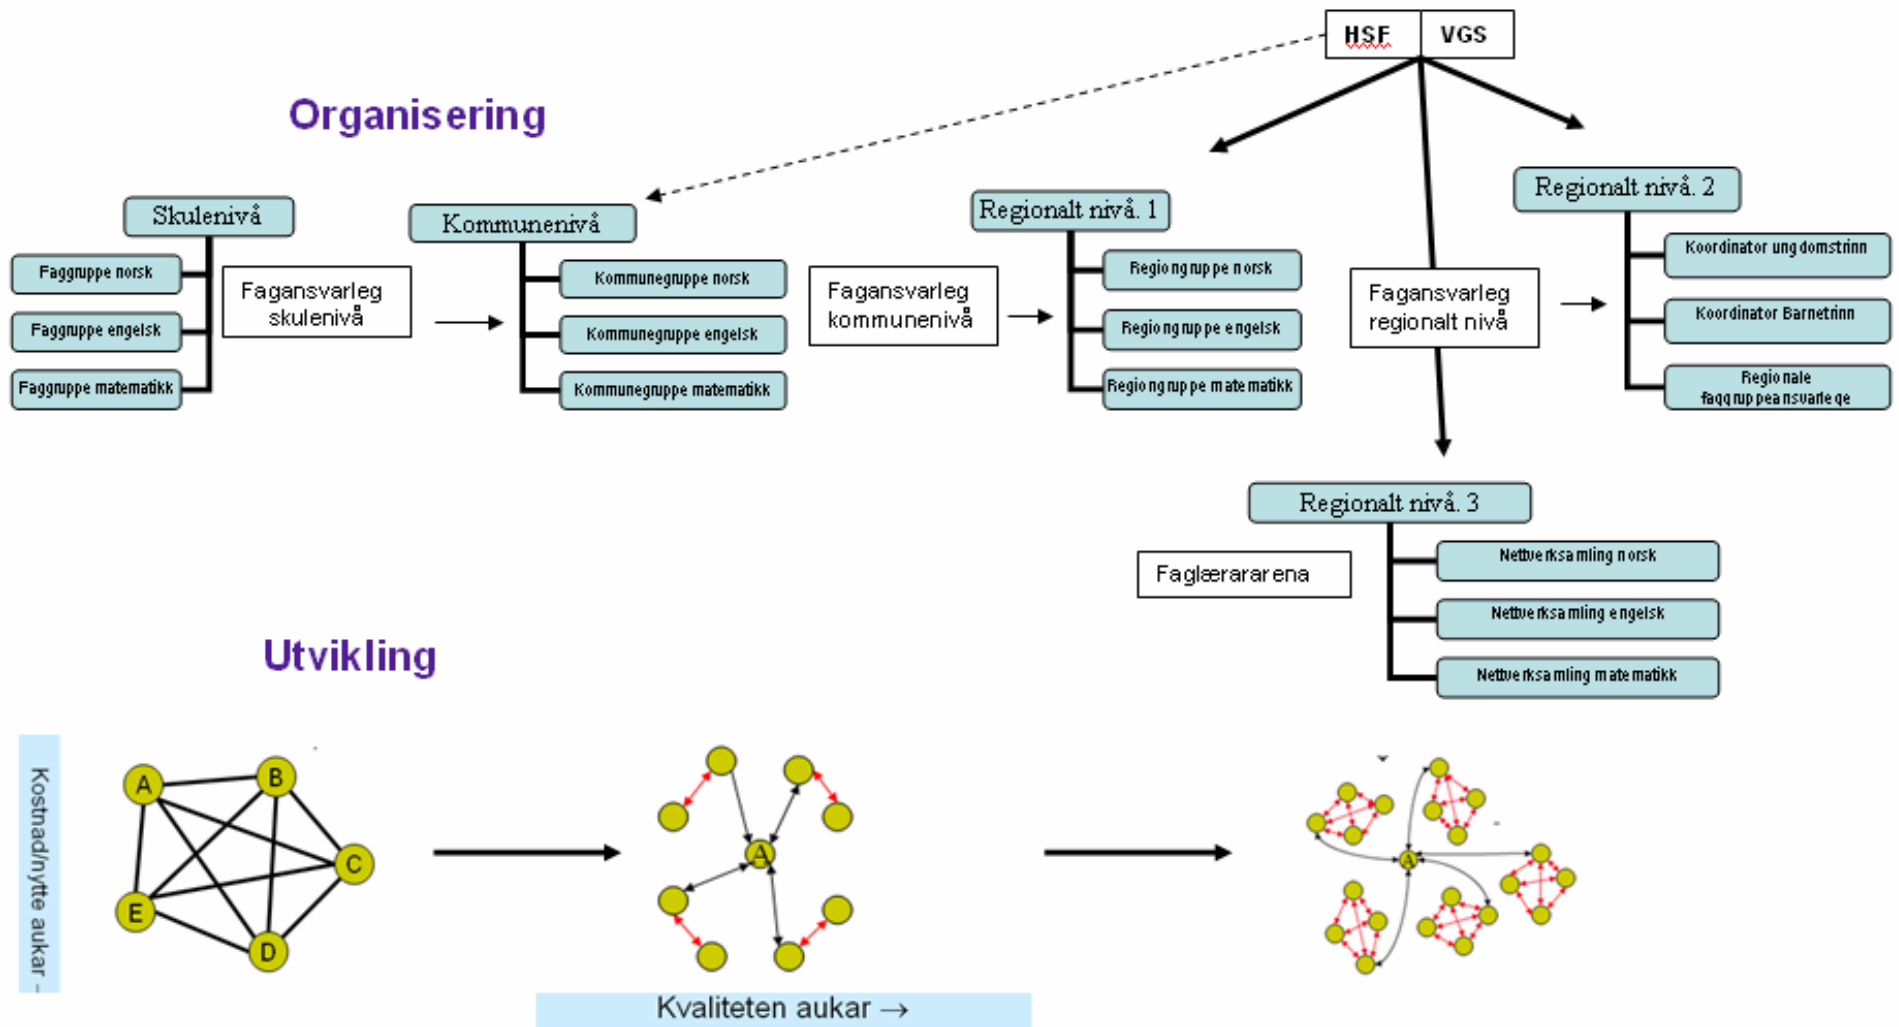 HSF VGS
Organisering
Skulenivå
Faggruppe norsk
Faggruppe engelsk
Faggruppe matematikk
Fagansvarleg
skulenivå
Kommunenivå
Kommunegruppe norsk
Kommunegruppe engelsk
Kommunegruppe matematikk
Fagansvarleg
kommunenivå
Regionalt nivå. 1
Regiongruppe norsk
Regiongruppe engelsk
Regiongruppe matematikk
Fagansvarleg
regionalt nivå
Regionalt nivå. 2
Koordinator ungdomstrinn
Koordinator Barnetrinn
Regionale
faggruppeansvarlege
Regionalt nivå. 3
Faglærararena
Nettverksamling norsk
Nettverksamling engelsk
Nettverksamling matematikk
Utvikling
Kostnad/nytte aukar –
A
B
C
D
E
A
A
Kvaliteten aukar →